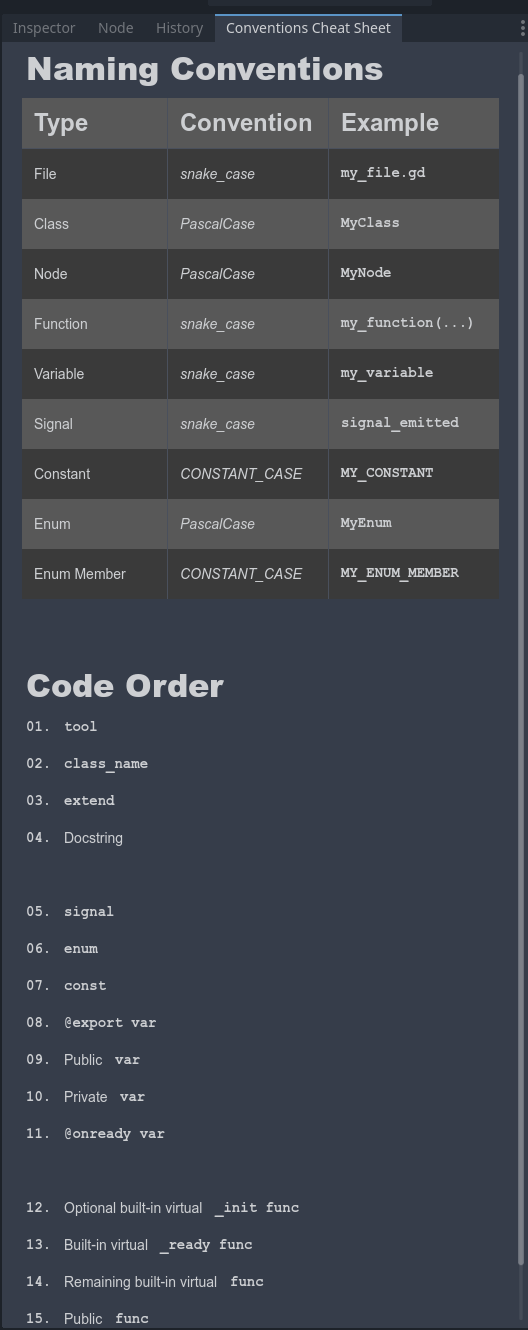 Inspector Node History Conventions Cheat Sheet
Naming Conventions
Type Convention Example
File snake_case my_file.gd
Class PascalCase MyClass
Node PascalCase MyNode
Function snake_case my_function(...)
Variable snake_case my_variable
Signal snake_case signal_emitted
Constant CONSTANT_CASE MY_CONSTANT
Enum PascalCase MyEnum
Enum Member CONSTANT_CASE MY_ENUM_MEMBER
Code Order
01. tool
02. class_name
03. extend
04. Docstring
05. signal
06. enum
07. const
08. @export var
09. Public var
10. Private var
11. @onready var
12. Optional built-in virtual _init func
13. Built-in virtual _ready func
14. Remaining built-in virtual func
15. Public func